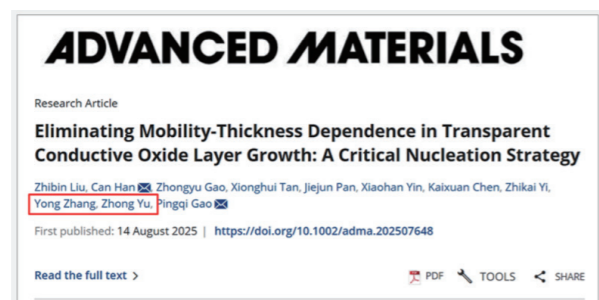 ADVANCED MATERIALS
Research Article
Eliminating Mobility-Thickness Dependence in Transparent
Conductive Oxide Layer Growth: A Critical Nucleation Strategy
Zhibin Liu, Can Han, Zhongyu Gao, Xionghui Tan, Jiejun Pan, Xiaohan Yin, Kaixuan Chen, Zhikai Yi,
Yong Zhang, Zhong Yu, Pingqi Gao
First published: 14 August 2025 | https://doi.org/10.1002/adma.202507648
Read the full text > PDF TOOLS SHARE